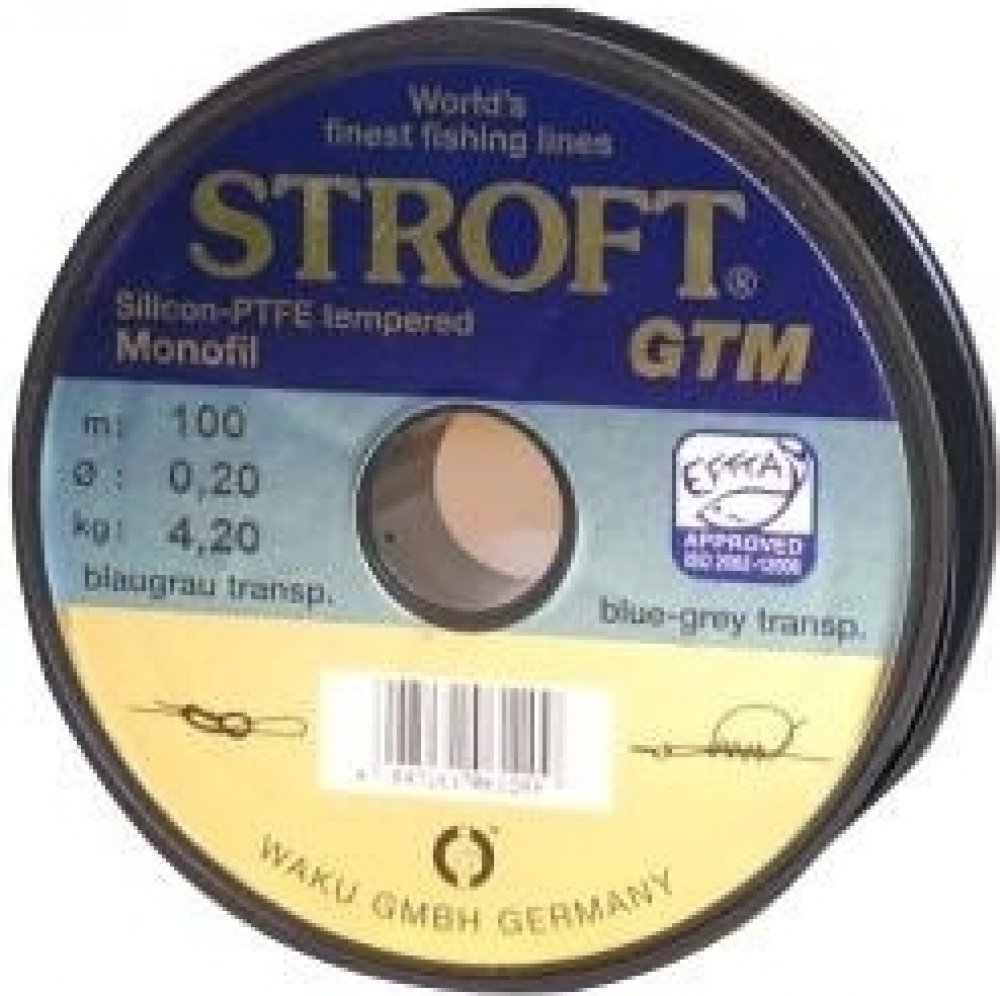 World's
finest fishing lines
STROFT®
GTM
Silicon-PTFE tempered
Monofil
m: 100
Ø : 0,20
kg: 4,20
blaugrau transp.
EFTTA
APPROVED
blue-grey transp.
WAKU GMBH GERMANY